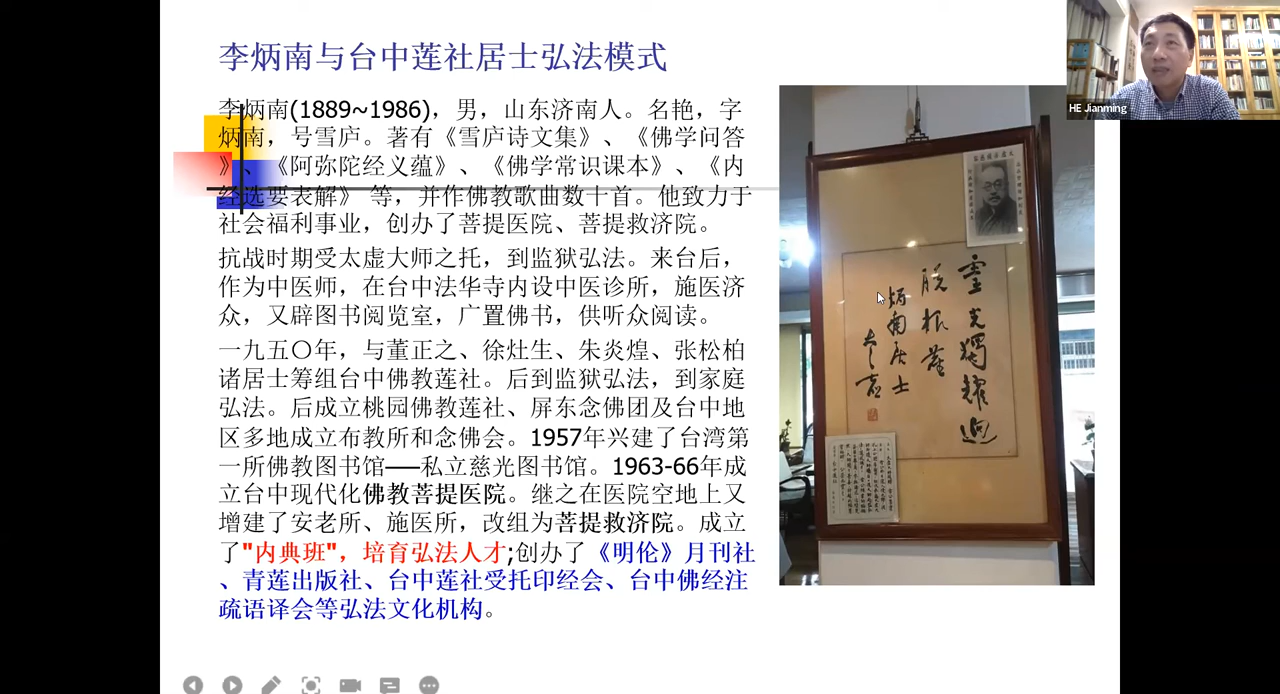 李炳南与台中莲社居士弘法模式
李炳南(1889~1986)，男，山东济南人。名艳，字
炳南，号雪庐。著有《雪庐诗文集》、《佛学问答
》、《阿弥陀经义蕴》、《佛学常识课本》、《内
经选要表解》 等，并作佛教歌曲数十首。他致力于
社会福利事业，创办了菩提医院、菩提救济院。
抗战时期受太虚大师之托，到监狱弘法。来台后，
作为中医师，在台中法华寺内设中医诊所，施医济
众，又辟图书阅览室，广置佛书，供听众阅读。
一九五〇年，与董正之、徐灶生、朱炎煌、张松柏
诸居士筹组台中佛教莲社。后到监狱弘法，到家庭
弘法。后成立桃园佛教莲社、屏东念佛团及台中地
区多地成立布教所和念佛会。1957年兴建了台湾第
一所佛教图书馆——私立慈光图书馆。1963-66年成
立台中现代化佛教菩提医院。继之在医院空地上又
增建了安老所、施医所，改组为菩提救济院。成立
了"内典班"，培育弘法人才;创办了《明伦》月刊社
、青莲出版社、台中莲社受托印经会、台中佛经注
疏语译会等弘法文化机构。
靈光獨耀迥
脱根塵
炳南居士
HE Jianming